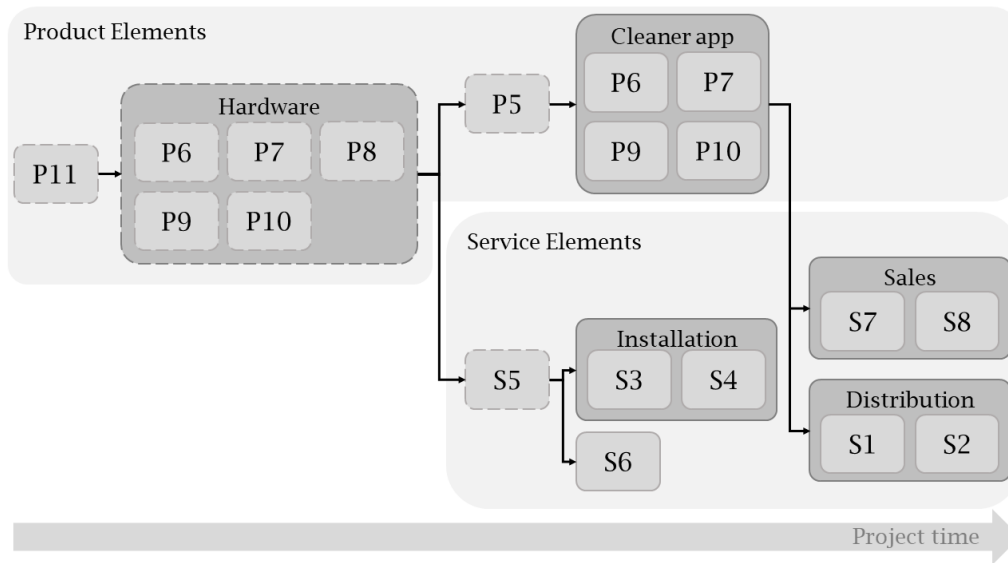 Product Elements
P11
Hardware
P6 P7 P8
P9 P10
P5
Cleaner app
P6 P7
P9 P10
Service Elements
S5
Installation
S3 S4
S6
Sales
S7 S8
Distribution
S1 S2
Project time